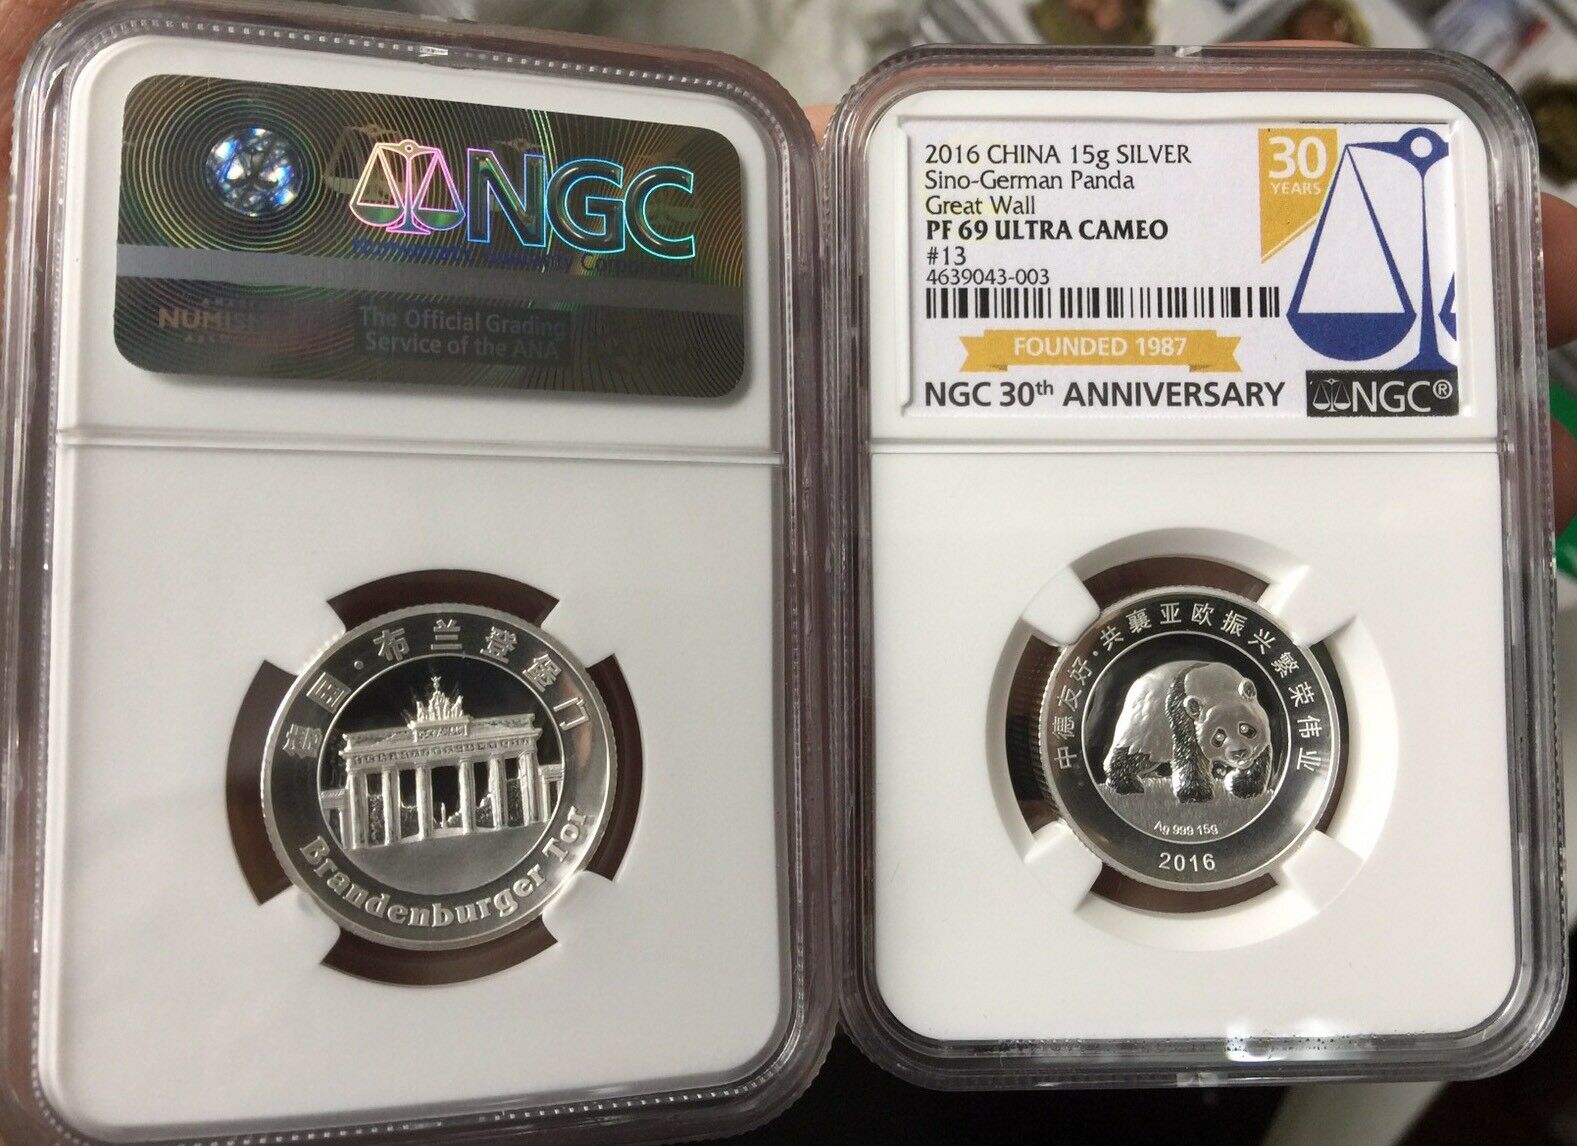 NGC
Numismatic Guaranty Corporation
The Official Grading
Service of the ANA
德国·布兰登堡门
Brandenburger Tor
2016 CHINA 15g SILVER
Sino-German Panda
Great Wall
PF 69 ULTRA CAMEO
#13
4639043-003
30
YEARS
FOUNDED 1987
NGC 30th ANNIVERSARY
NGC®
中德友好·共襄亚欧振兴繁荣伟业
Ag 999 15g
2016